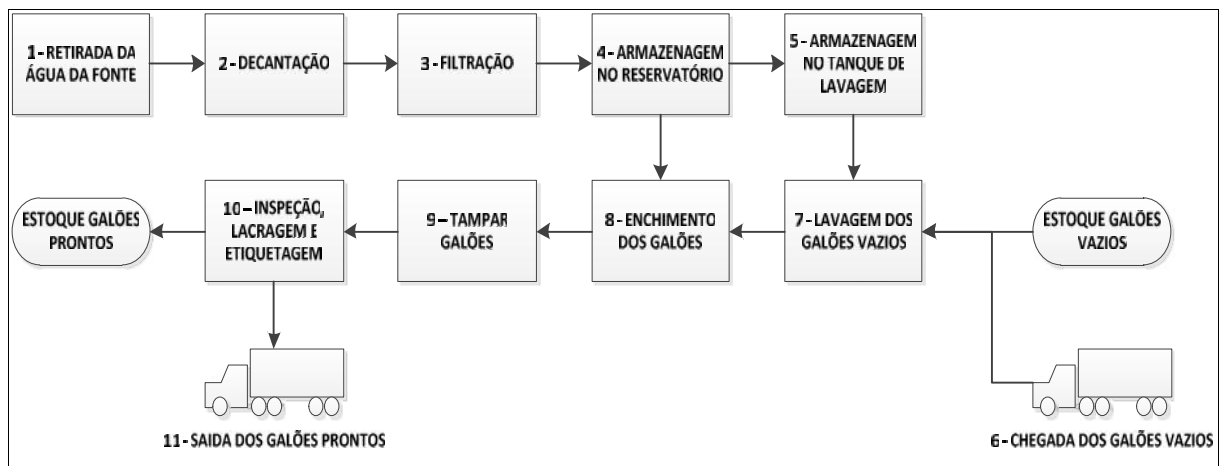 1 - RETIRADA DA
ÁGUA DA FONTE
2 - DECANTAÇÃO
3 - FILTRAÇÃO
4 - ARMAZENAGEM
NO RESERVATÓRIO
5 - ARMAZENAGEM
NO TANQUE DE
LAVAGEM
ESTOQUE GALÕES
PRONTOS
10 – INSPEÇÃO,
LACRAGEM E
ETIQUETAGEM
9 – TAMPAR
GALÕES
8 – ENCHIMENTO
DOS GALÕES
7 – LAVAGEM DOS
GALÕES VAZIOS
ESTOQUE GALÕES
VAZIOS
11 - SAIDA DOS GALÕES PRONTOS
6 - CHEGADA DOS GALÕES VAZIOS